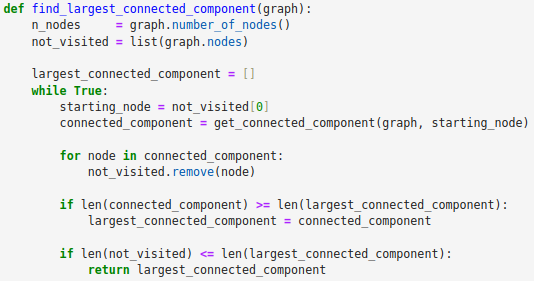 def find_largest_connected_component(graph):
    n_nodes     = graph.number_of_nodes()
    not_visited = list(graph.nodes)

    largest_connected_component = []
    while True:
        starting_node = not_visited[0]
        connected_component = get_connected_component(graph, starting_node)

        for node in connected_component:
            not_visited.remove(node)

        if len(connected_component) >= len(largest_connected_component):
            largest_connected_component = connected_component

        if len(not_visited) <= len(largest_connected_component):
            return largest_connected_component